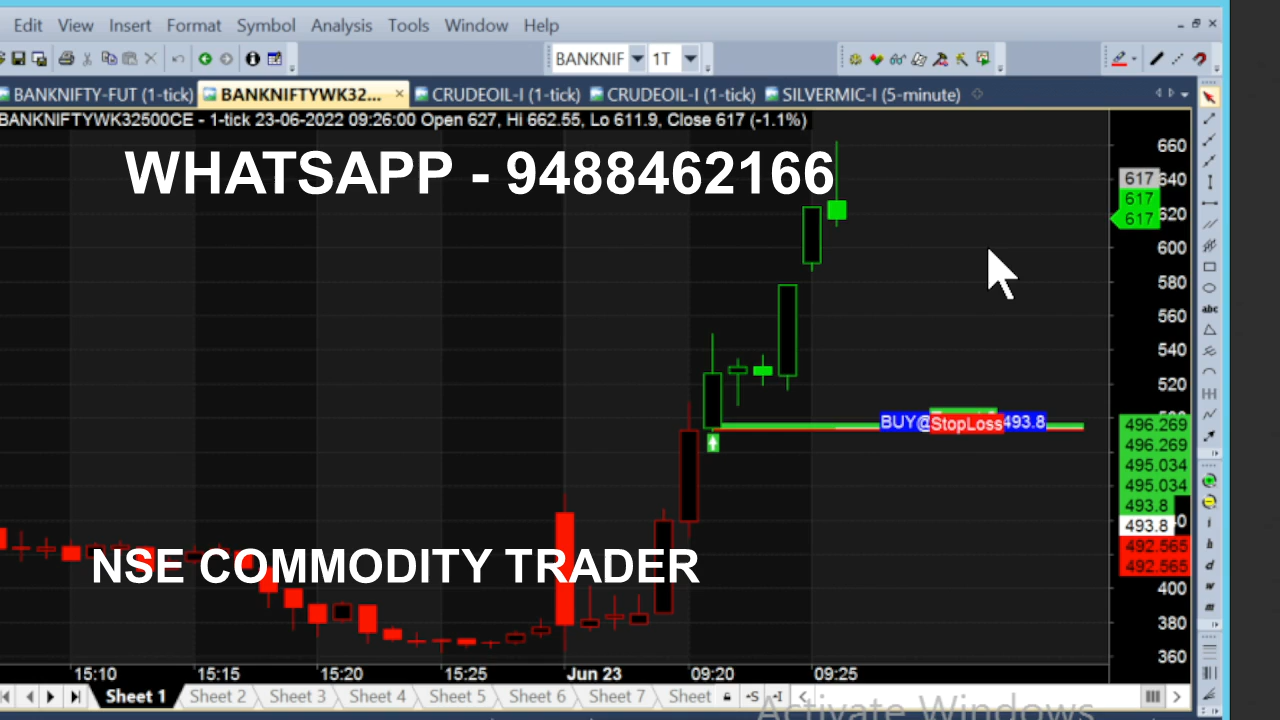 Edit View Insert Format Symbol Analysis Tools Window Help
BANKNIF 1T
BANKNIFTY-FUT (1-tick) BANKNIFTYWK32... × CRUDEOIL-I (1-tick) CRUDEOIL-I (1-tick) SILVERMIC-I (5-minute)
BANKNIFTYWK32500CE - 1-tick 23-06-2022 09:26:00 Open 627, Hi 662.55, Lo 611.9, Close 617 (-1.1%)
WHATSAPP - 9488462166
660
617 640
617
617 620
600
580
560
540
520
BUY@ StopLoss 493.8
496.269
496.269
495.034
495.034
493.8
493.8
492.565
492.565
400
380
360
abc
i
h
d
w
m
NSE COMMODITY TRADER
15:10 15:15 15:20 15:25 Jun 23 09:20 09:25
Sheet 1 Sheet 2 Sheet 3 Sheet 4 Sheet 5 Sheet 6 Sheet 7 Sheet +S
Activate Windows